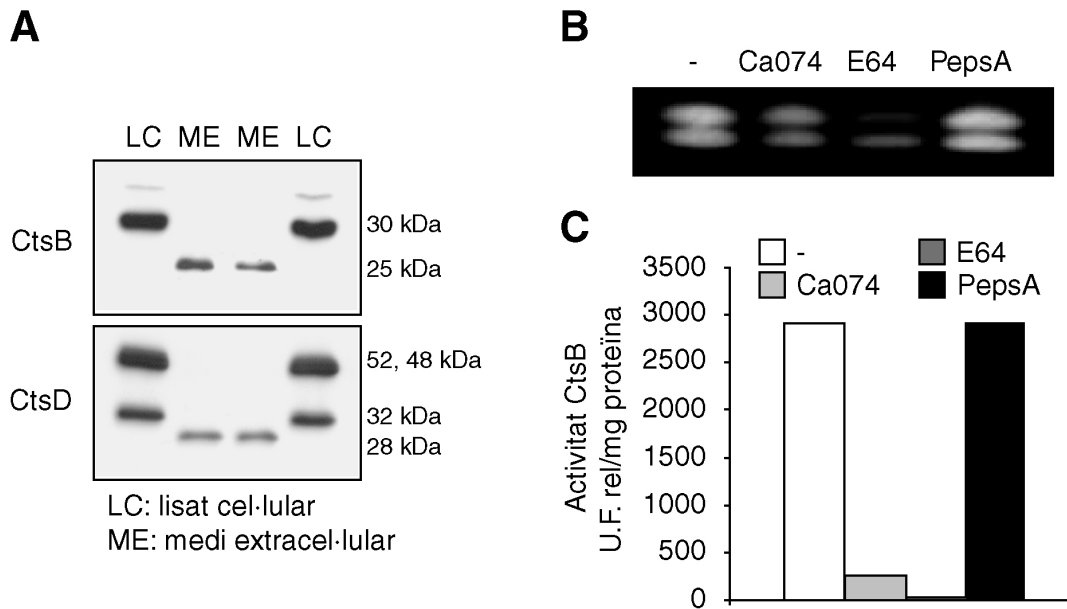 A
LC ME ME LC
CtsB
30 kDa
25 kDa
CtsD
52, 48 kDa
32 kDa
28 kDa
LC: lisat cel·lular
ME: medi extracel·lular
B
- Ca074 E64 PepsA
C
- E64
Ca074 PepsA
Activitat CtsB
U.F. rel/mg proteïna
3500
3000
2500
2000
1500
1000
500
0